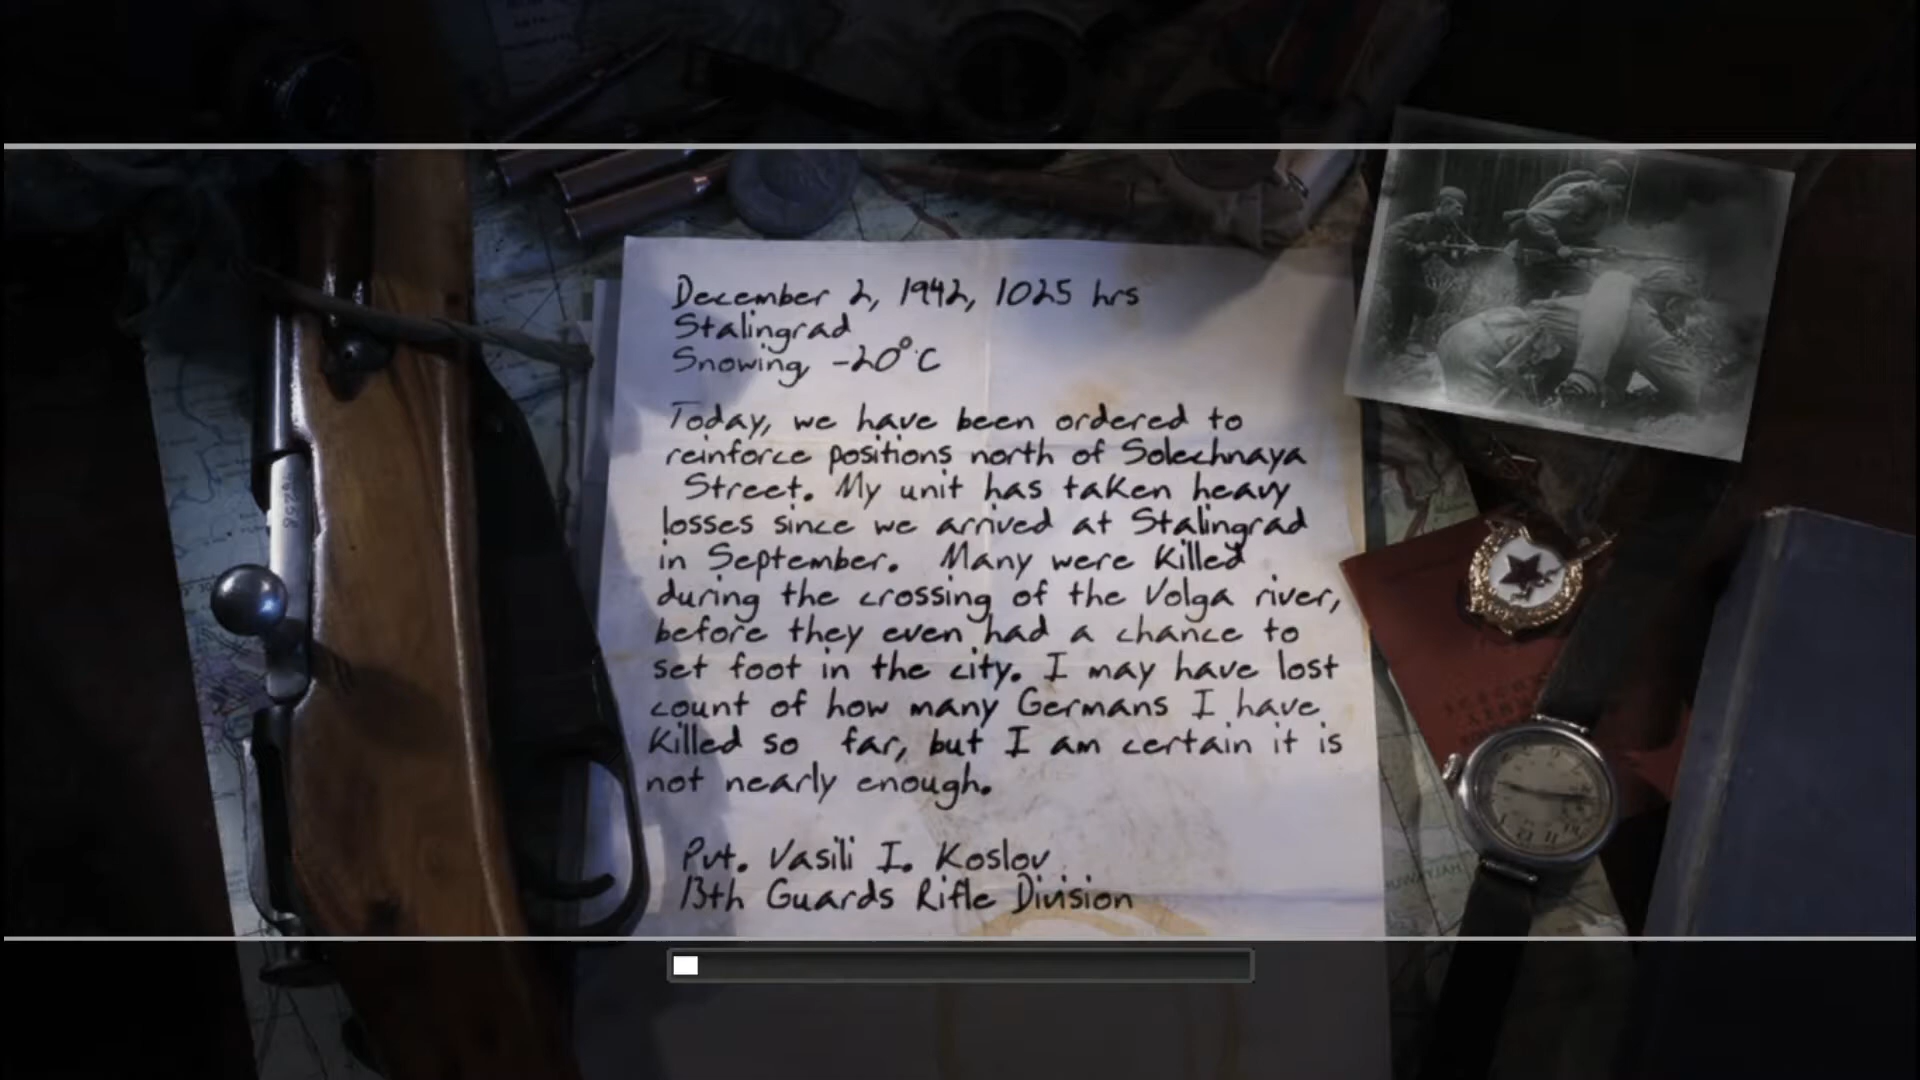 December 2, 1942, 1025 hrs
Stalingrad
Snowing, -20°C
Today, we have been ordered to
reinforce positions north of Solechnaya
Street. My unit has taken heavy
losses since we arrived at Stalingrad
in September. Many were killed
during the crossing of the Volga river,
before they even had a chance to
set foot in the city. I may have lost
count of how many Germans I have
killed so far, but I am certain it is
not nearly enough.
Pvt. Vasili I. Koslov
13th Guards Rifle Division